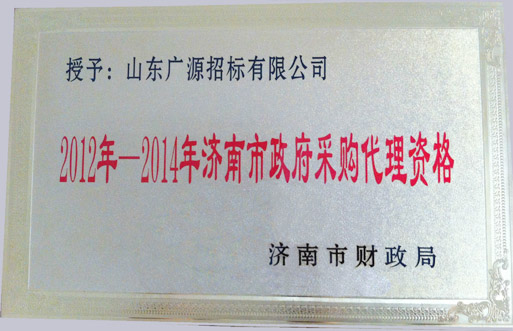 授予：山东广源招标有限公司
2012年—2014年济南市政府采购代理资格
济南市财政局